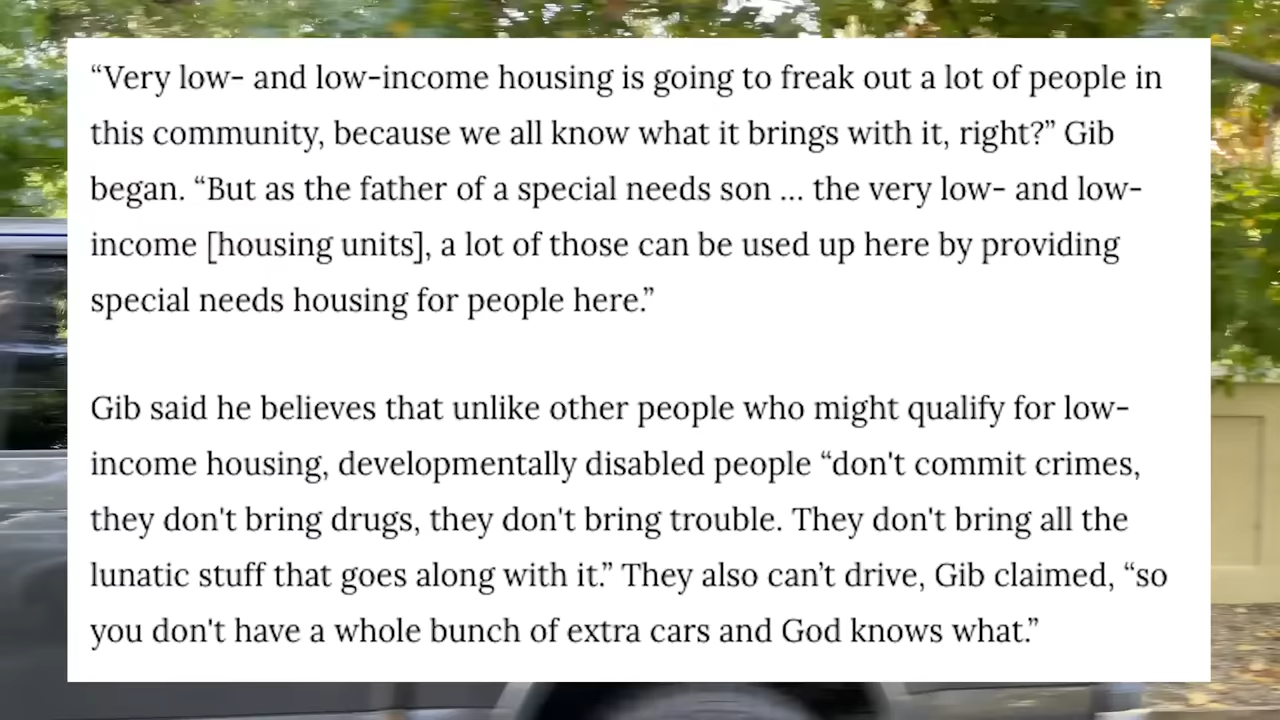 “Very low- and low-income housing is going to freak out a lot of people in
this community, because we all know what it brings with it, right?” Gib
began. “But as the father of a special needs son ... the very low- and low-
income [housing units], a lot of those can be used up here by providing
special needs housing for people here.”
Gib said he believes that unlike other people who might qualify for low-
income housing, developmentally disabled people “don't commit crimes,
they don't bring drugs, they don't bring trouble. They don't bring all the
lunatic stuff that goes along with it.” They also can’t drive, Gib claimed, “so
you don't have a whole bunch of extra cars and God knows what.”